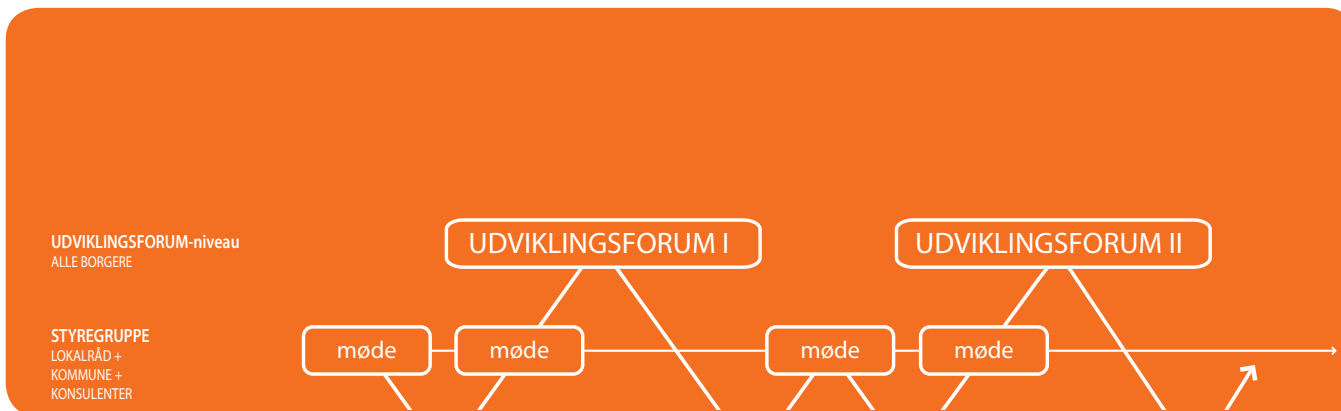 UDVIKLINGSFORUM-niveau
ALLE BORGERE
UDVIKLINGSFORUM I
UDVIKLINGSFORUM II
STYREGRUPPE
LOKALRÅD +
KOMMUNE +
KONSULENTER
møde
møde
møde
møde